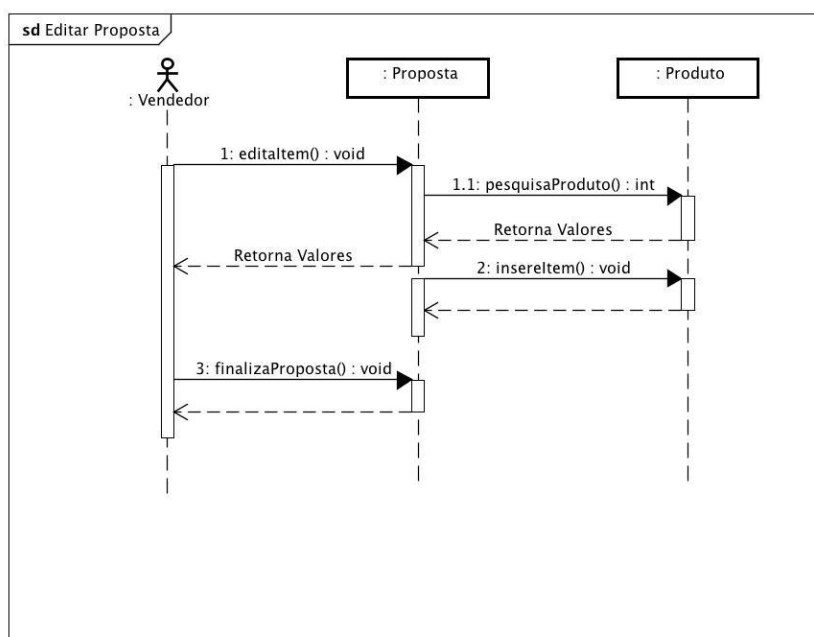 sd Editar Proposta
: Vendedor
: Proposta
: Produto
1: editaItem() : void
1.1: pesquisaProduto() : int
Retorna Valores
Retorna Valores
2: insereItem() : void
3: finalizaProposta() : void